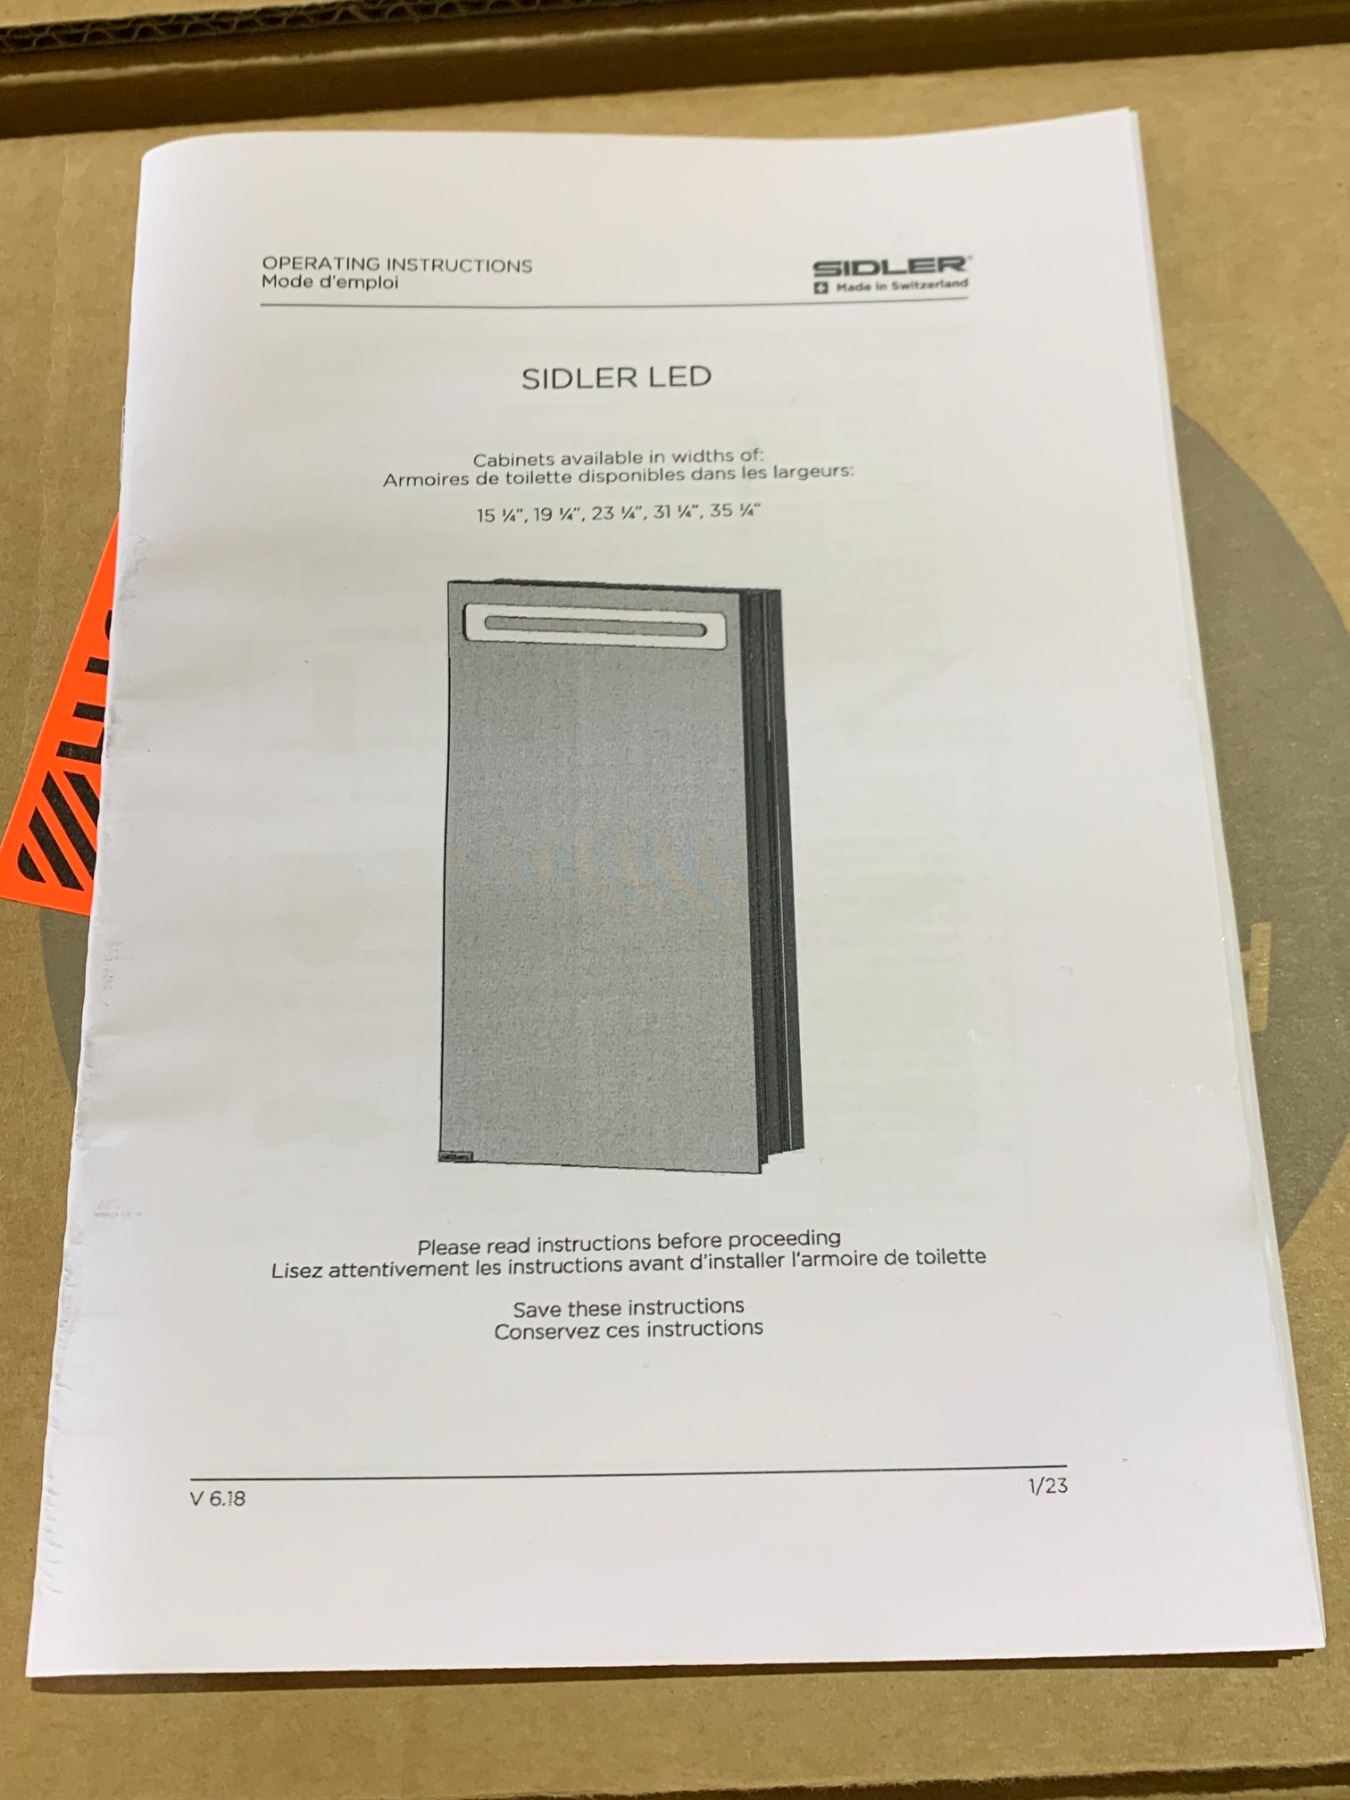 OPERATING INSTRUCTIONS
Mode d'emploi
SIDLER
Made in Switzerland
SIDLER LED
Cabinets available in widths of:
Armoires de toilette disponibles dans les largeurs:
15 ¼", 19 ¼", 23 ¼", 31 ¼", 35 ¼"
Please read instructions before proceeding
Lisez attentivement les instructions avant d'installer l'armoire de toilette
Save these instructions
Conservez ces instructions
V 6.18
1/23